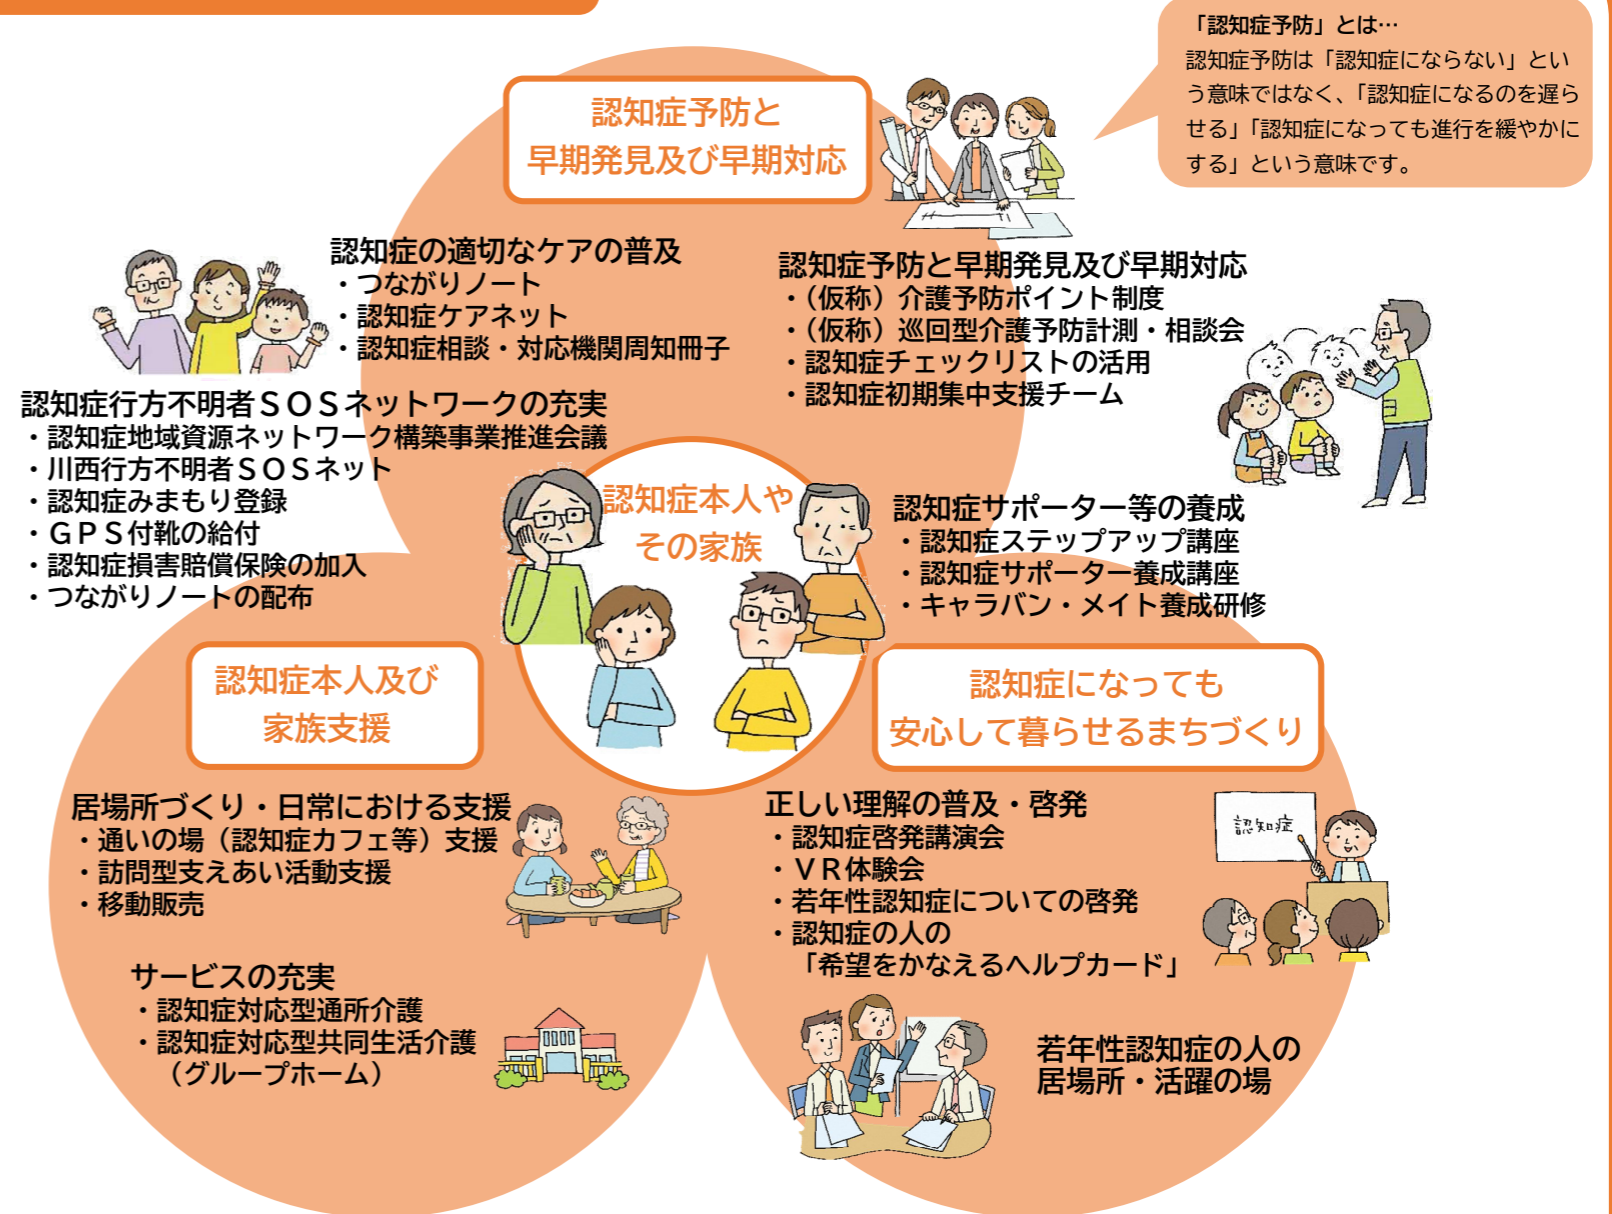 「認知症予防」とは…
認知症予防は「認知症にならない」とい
う意味ではなく、「認知症になるのを遅ら
せる」「認知症になっても進行を緩やかに
する」という意味です。
認知症予防と
早期発見及び早期対応
認知症の適切なケアの普及
・つながりノート
・認知症ケアネット
・認知症相談・対応機関周知冊子
認知症予防と早期発見及び早期対応
・（仮称）介護予防ポイント制度
・（仮称）巡回型介護予防計測・相談会
・認知症チェックリストの活用
・認知症初期集中支援チーム
認知症行方不明者ＳＯＳネットワークの充実
・認知症地域資源ネットワーク構築事業推進会議
・川西行方不明者ＳＯＳネット
・認知症みまもり登録
・ＧＰＳ付靴の給付
・認知症損害賠償保険の加入
・つながりノートの配布
認知症本人や
その家族
認知症サポーター等の養成
・認知症ステップアップ講座
・認知症サポーター養成講座
・キャラバン・メイト養成研修
認知症本人及び
家族支援
認知症になっても
安心して暮らせるまちづくり
居場所づくり・日常における支援
・通いの場（認知症カフェ等）支援
・訪問型支えあい活動支援
・移動販売
サービスの充実
・認知症対応型通所介護
・認知症対応型共同生活介護
（グループホーム）
正しい理解の普及・啓発
・認知症啓発講演会
・ＶＲ体験会
・若年性認知症についての啓発
・認知症の人の
「希望をかなえるヘルプカード」
認知症
若年性認知症の人の
居場所・活躍の場